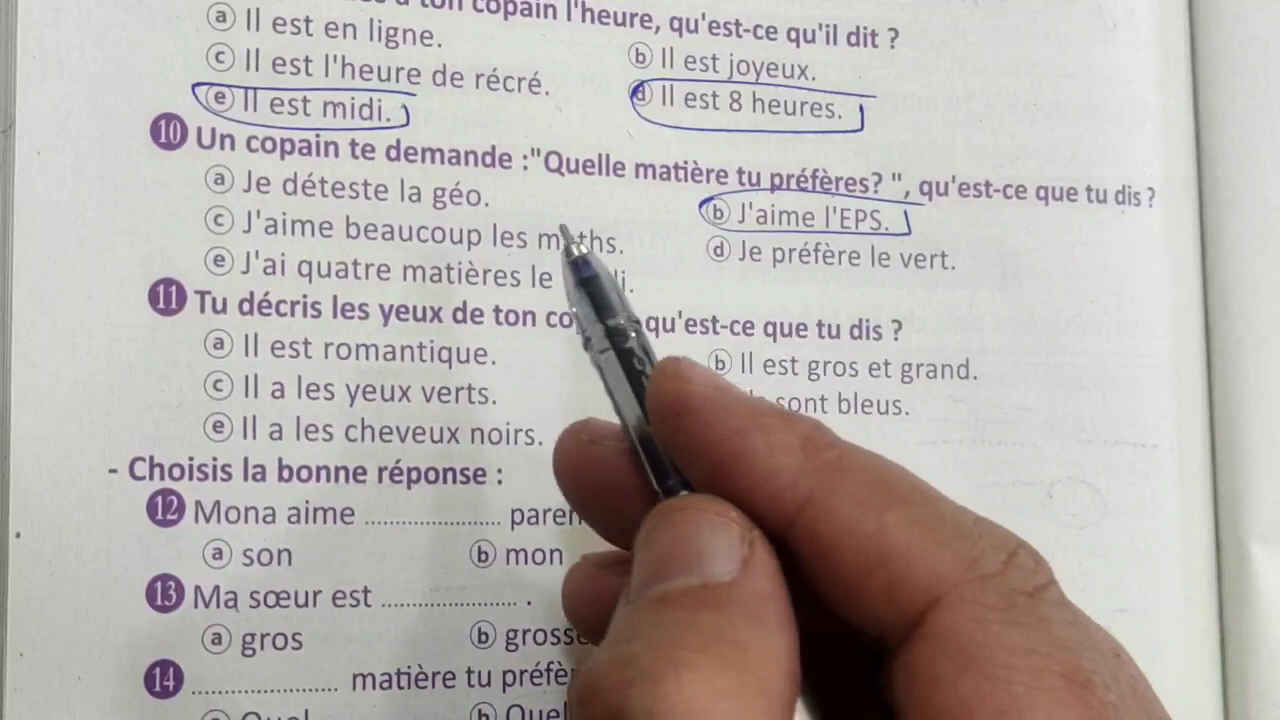 ton copain l'heure, qu'est-ce qu'il dit ?
ⓐ Il est en ligne.
ⓑ Il est joyeux.
ⓒ Il est l'heure de récré.
ⓓ Il est 8 heures.
ⓔ Il est midi.
10 Un copain te demande :"Quelle matière tu préfères? ", qu'est-ce que tu dis ?
ⓐ Je déteste la géo.
ⓑ J'aime l'EPS.
ⓒ J'aime beaucoup les maths.
ⓓ Je préfère le vert.
ⓔ J'ai quatre matières le
11 Tu décris les yeux de ton qu'est-ce que tu dis ?
ⓐ Il est romantique.
ⓑ Il est gros et grand.
ⓒ Il a les yeux verts.
sont bleus.
ⓔ Il a les cheveux noirs.
- Choisis la bonne réponse :
12 Mona aime ......................
ⓐ son ⓑ mon
13 Ma sœur est ...................... .
ⓐ gros ⓑ
14 ...................... matière tu
ⓐ Quel ⓑ